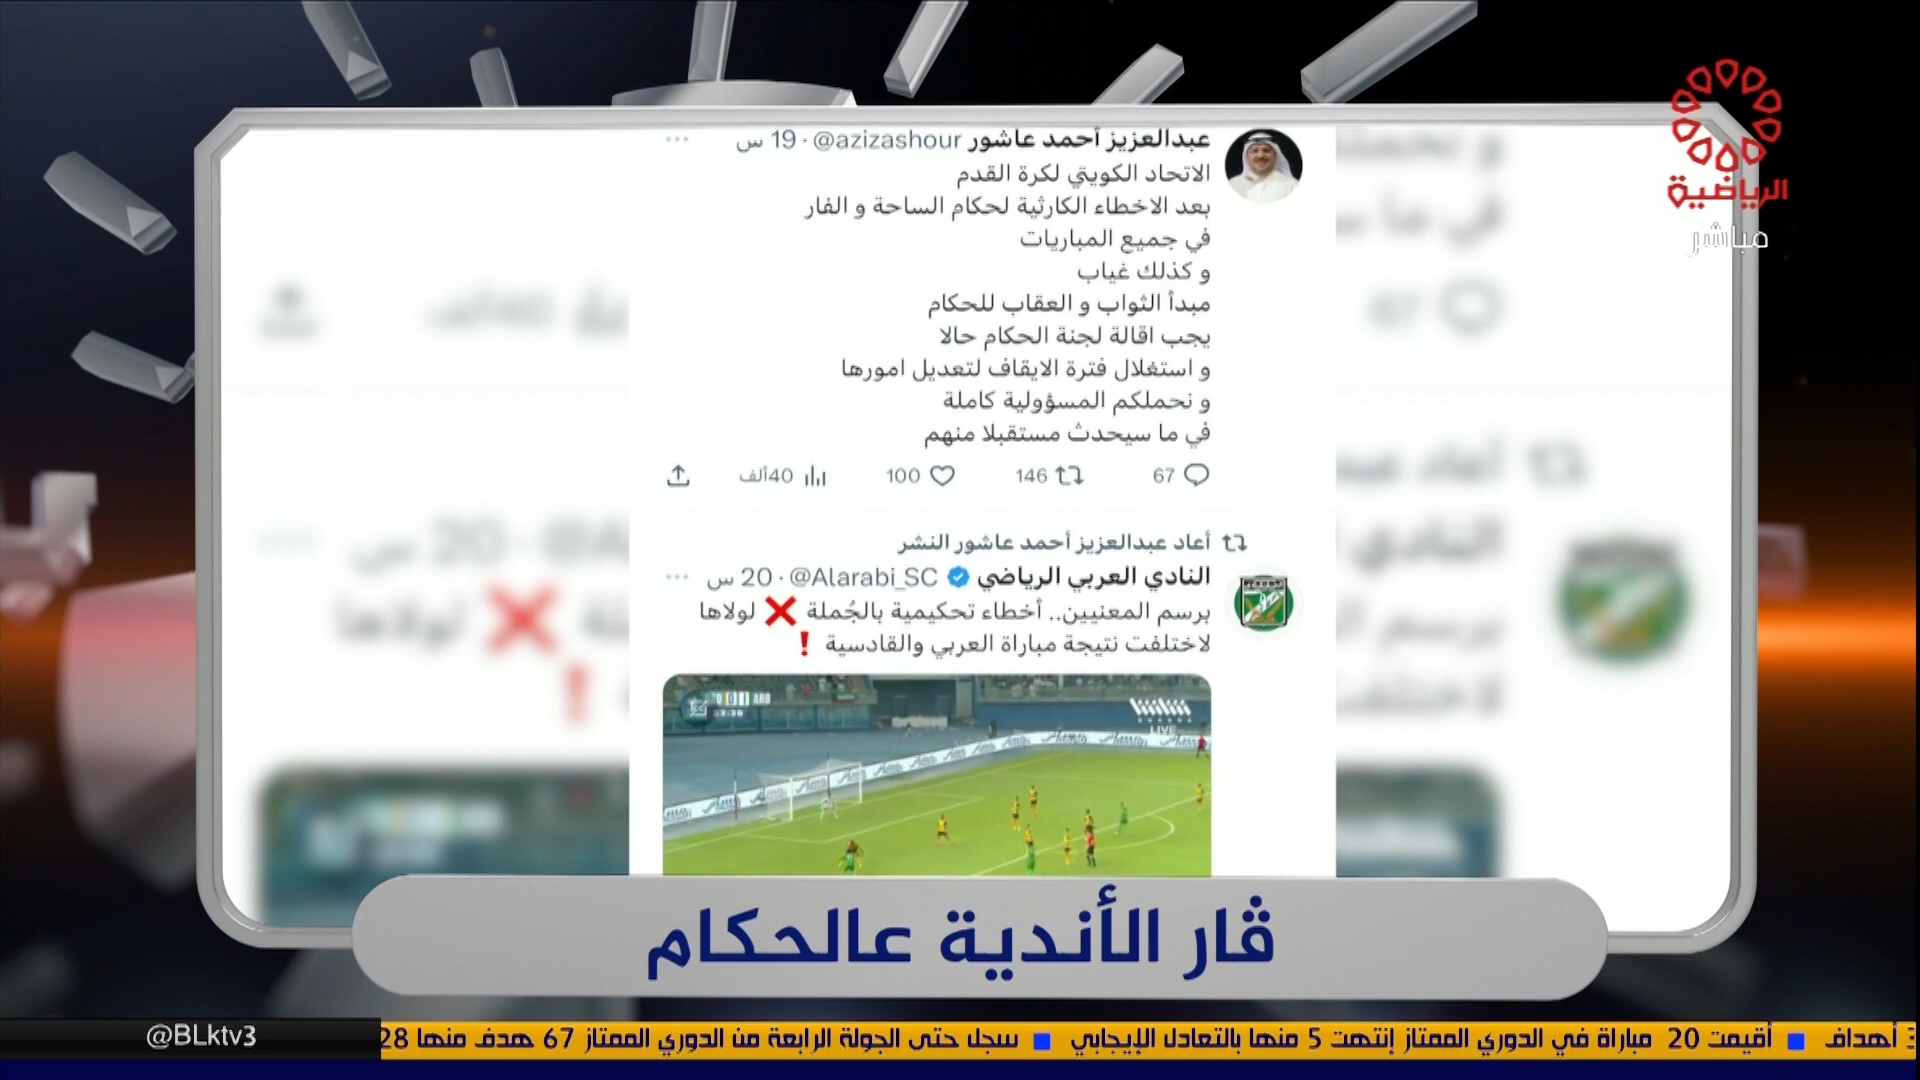 الرياضية
مباشر
عبدالعزيز أحمد عاشور @azizashour · 19 س
الاتحاد الكويتي لكرة القدم
بعد الاخطاء الكارثية لحكام الساحة و الفار
في جميع المباريات
و كذلك غياب
مبدأ الثواب و العقاب للحكام
يجب اقالة لجنة الحكام حالا
و استغلال فترة الايقاف لتعديل امورها
و نحملكم المسؤولية كاملة
في ما سيحدث مستقبلا منهم
67 146 100 40ألف
أعاد عبدالعزيز أحمد عاشور النشر
النادي العربي الرياضي @Alarabi_SC · 20 س
برسم المعنيين.. أخطاء تحكيمية بالجُملة ❌ لولاها
لاختلفت نتيجة مباراة العربي والقادسية ❗
LIVE
ڤار الأندية عالحكام
@BLktv3
أهداف ■ أقيمت 20 مباراة في الدوري الممتاز إنتهت 5 منها بالتعادل الإيجابي ■ سجل حتى الجولة الرابعة من الدوري الممتاز 67 هدف منها 28